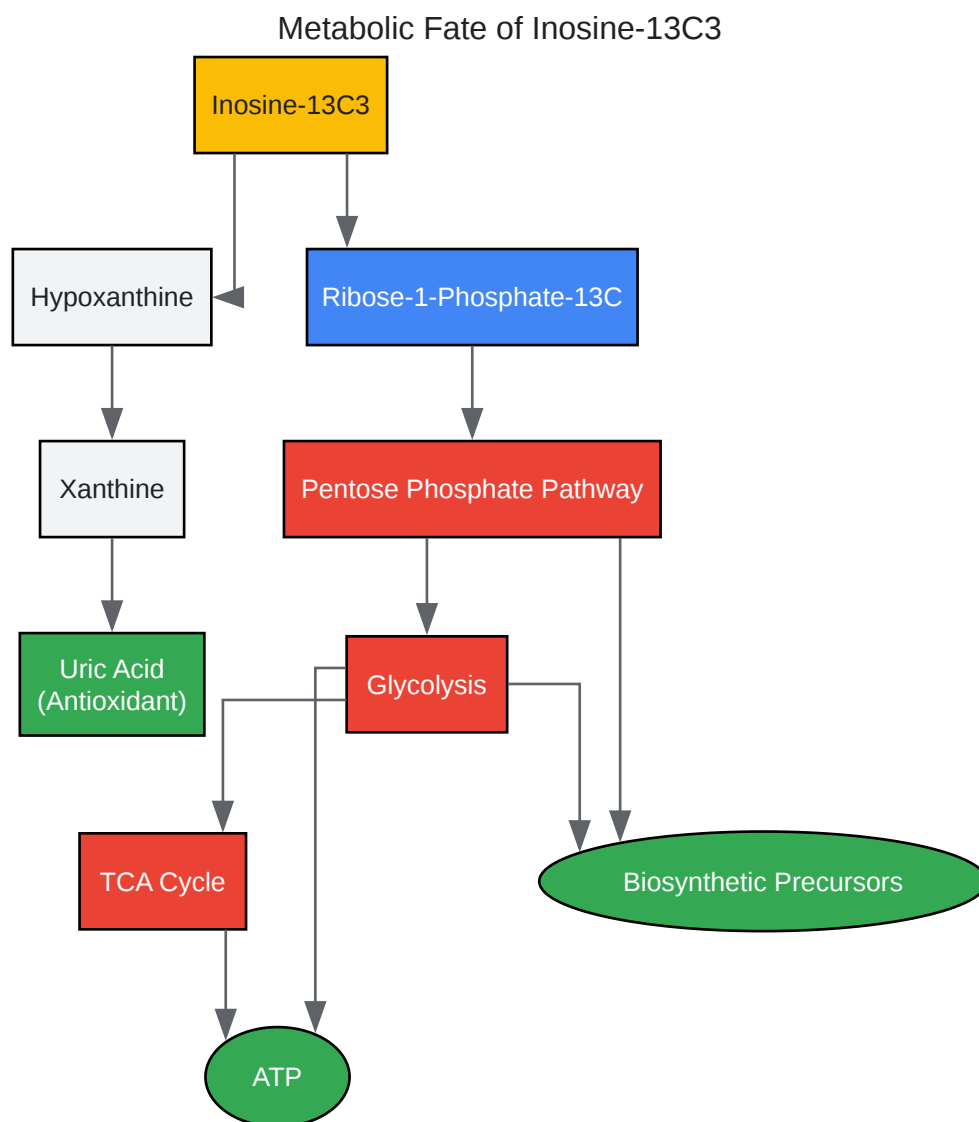 Metabolic Fate of Inosine-13C3
Inosine-13C3
Hypoxanthine
Ribose-1-Phosphate-13C
Xanthine
Pentose Phosphate Pathway
Uric Acid
(Antioxidant)
Glycolysis
TCA Cycle
Biosynthetic Precursors
ATP